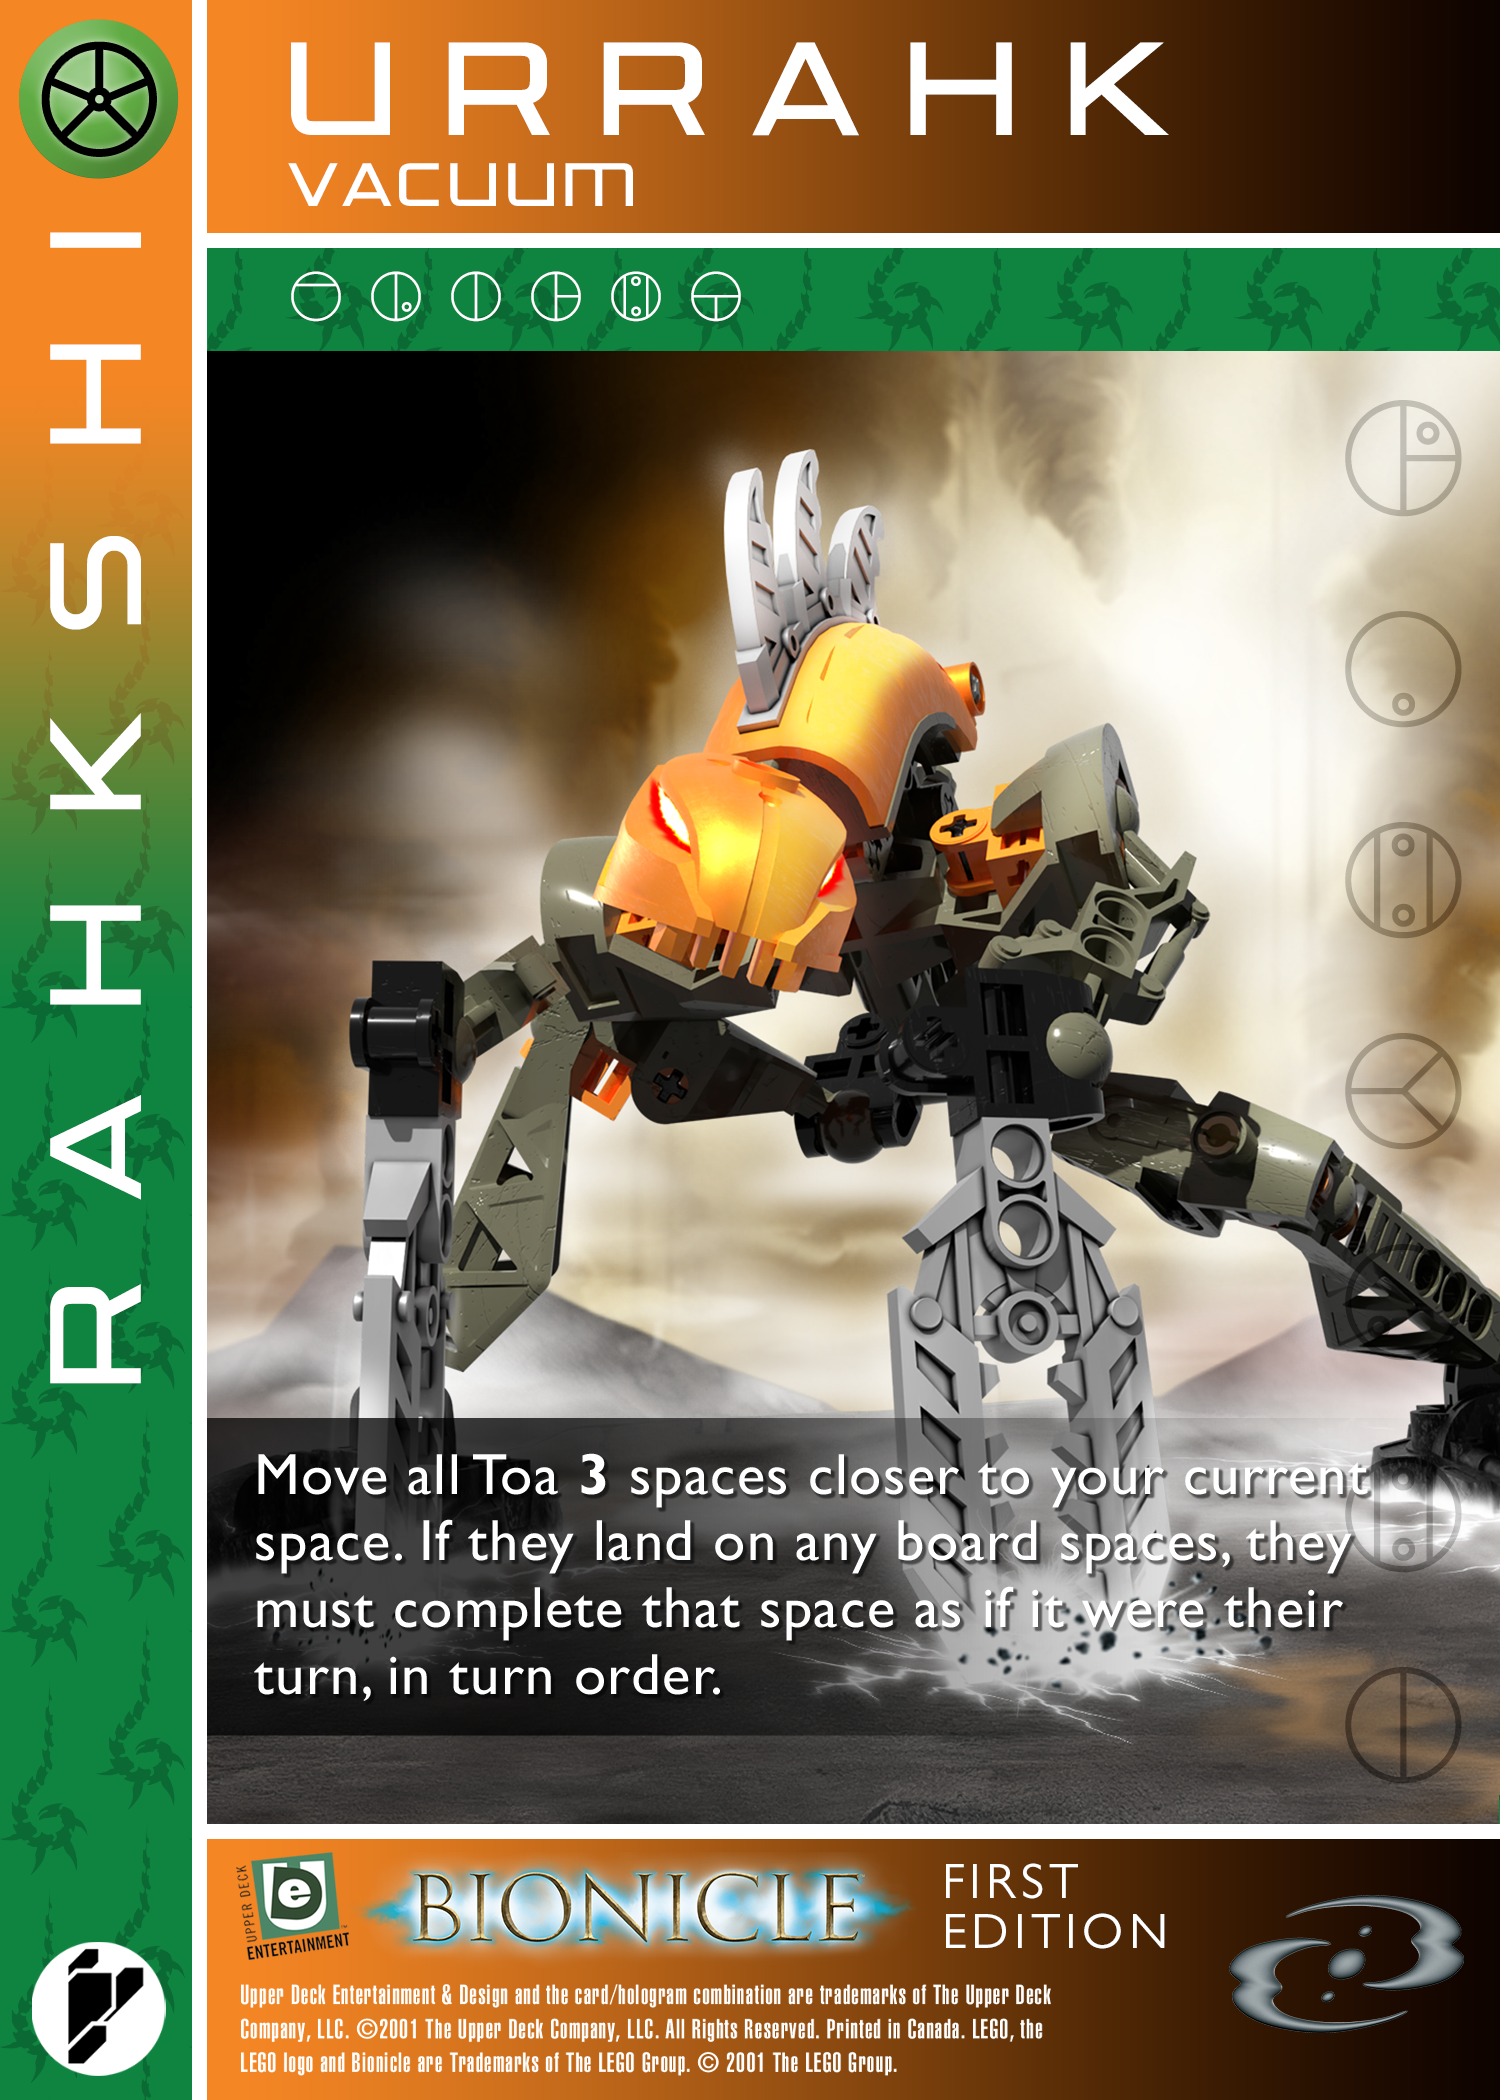 URRAHK
VACUUM
RAHKSHI
Move all Toa 3 spaces closer to your current
space. If they land on any board spaces, they
must complete that space as if it were their
turn, in turn order.
UPPER DECK
e
ENTERTAINMENT
BIONICLE
FIRST
EDITION
Upper Deck Entertainment & Design and the card/hologram combination are trademarks of The Upper Deck
Company, LLC. ©2001 The Upper Deck Company, LLC. All Rights Reserved. Printed in Canada. LEGO, the
LEGO logo and Bionicle are Trademarks of The LEGO Group. © 2001 The LEGO Group.